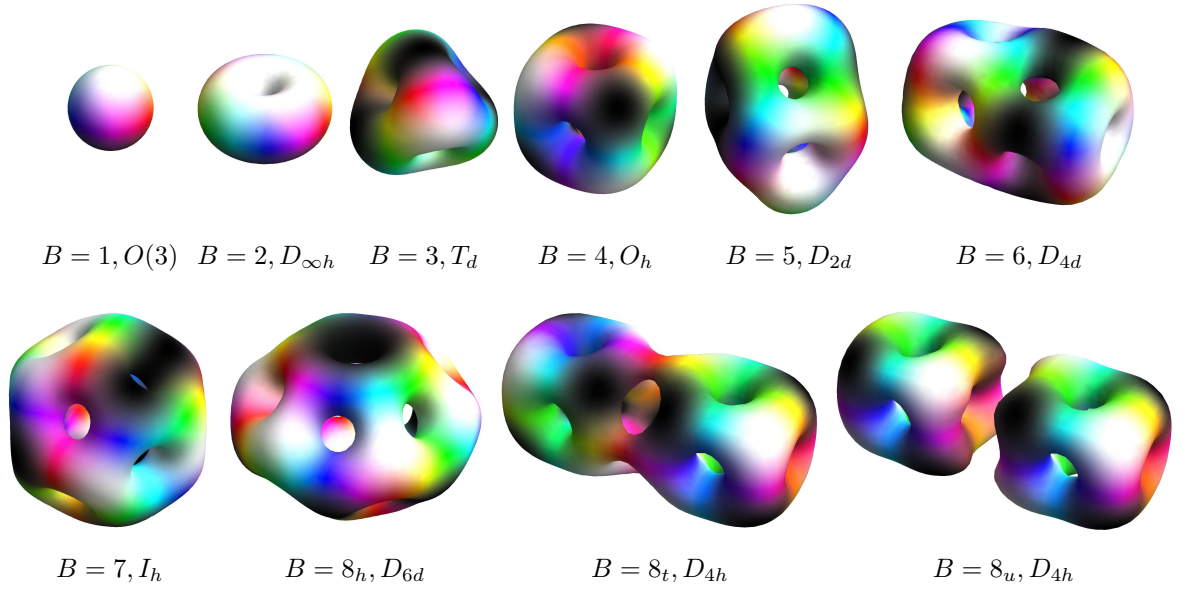 B = 1, O(3) B = 2, D∞h B = 3, Td B = 4, Oh B = 5, D2d B = 6, D4d
B = 7, Ih B = 8h, D6d B = 8t, D4h B = 8u, D4h